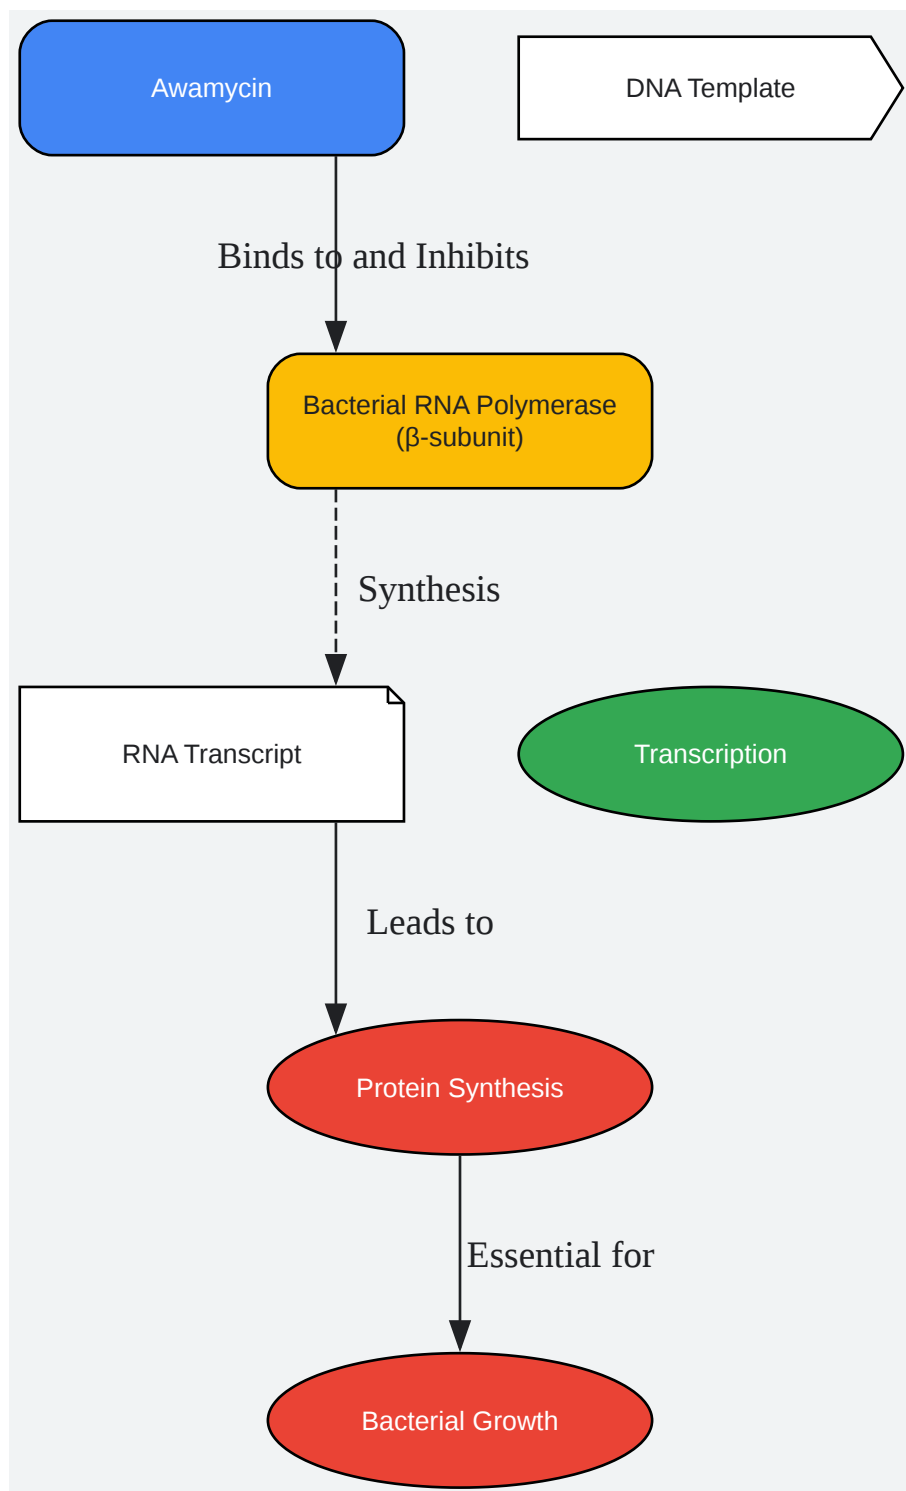 Awamycin
DNA Template
Binds to and Inhibits
Bacterial RNA Polymerase
(β-subunit)
Synthesis
RNA Transcript
Transcription
Leads to
Protein Synthesis
Essential for
Bacterial Growth